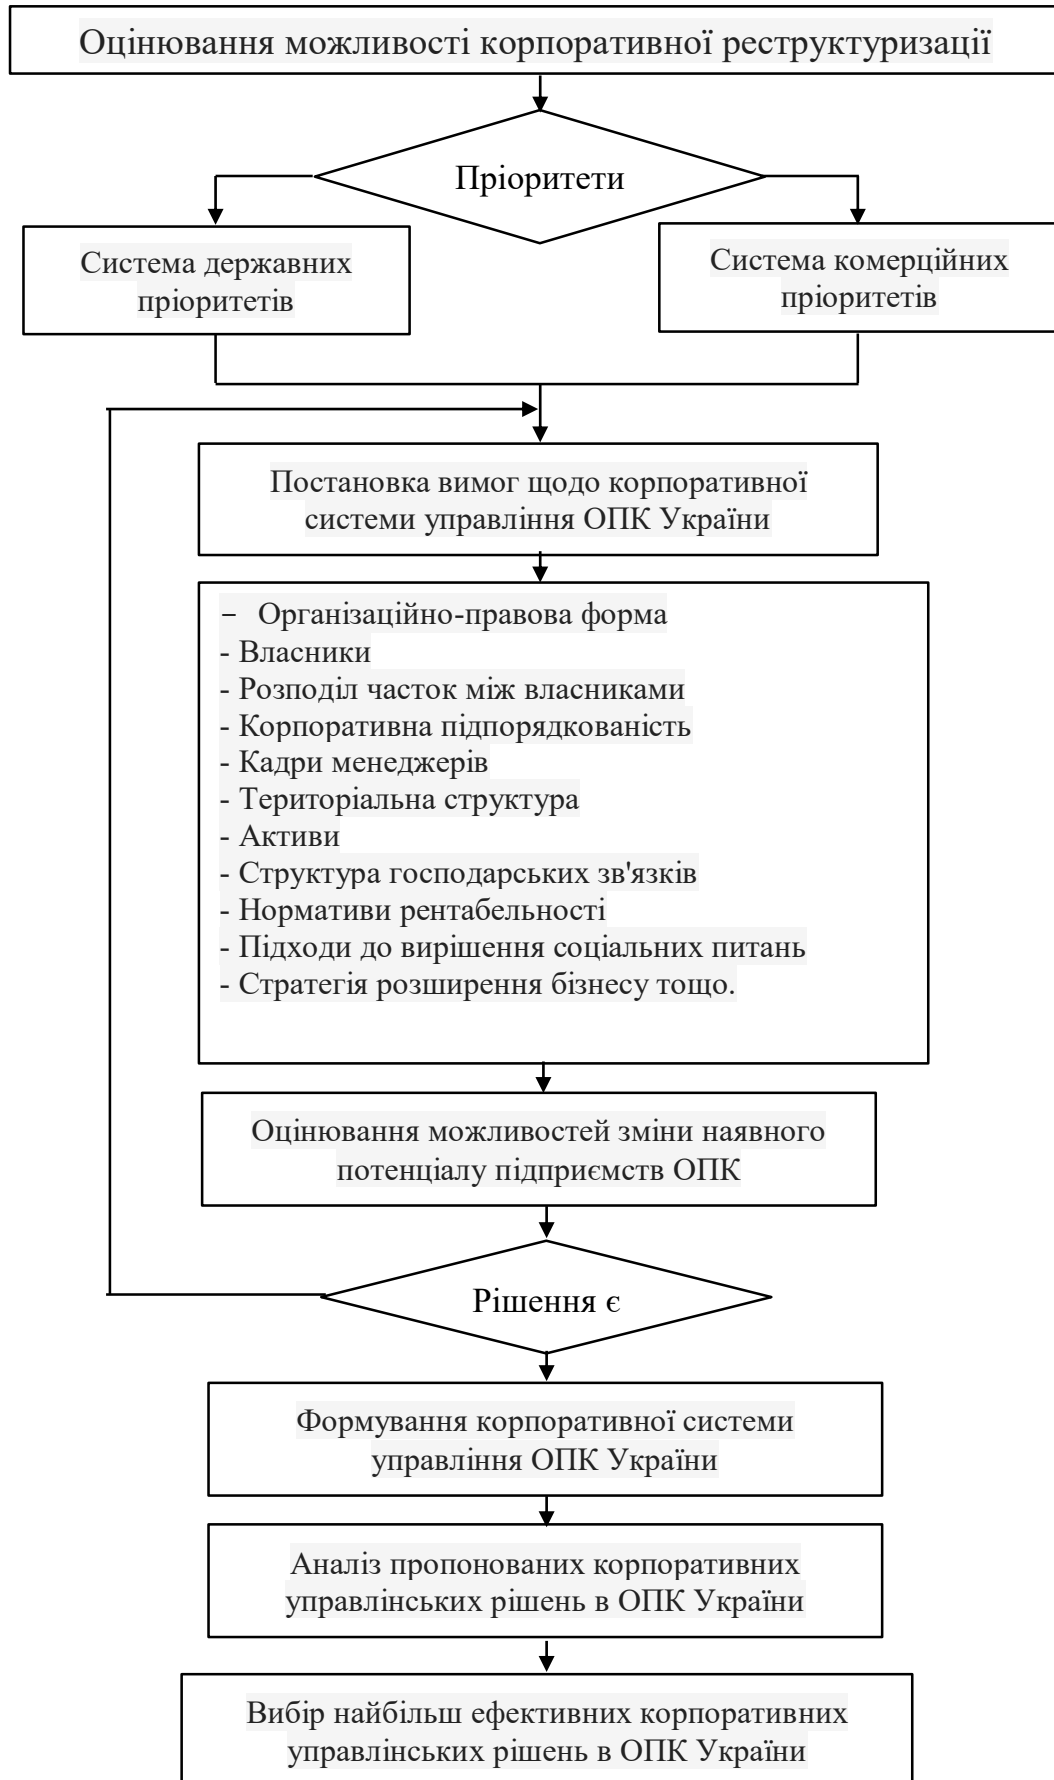 Оцінювання можливості корпоративної реструктуризації
Пріоритети
Система державних
пріоритетів
Система комерційних
пріоритетів
Постановка вимог щодо корпоративної
системи управління ОПК України
– Організаційно-правова форма
- Власники
- Розподіл часток між власниками
- Корпоративна підпорядкованість
- Кадри менеджерів
- Територіальна структура
- Активи
- Структура господарських зв'язків
- Нормативи рентабельності
- Підходи до вирішення соціальних питань
- Стратегія розширення бізнесу тощо.
Оцінювання можливостей зміни наявного
потенціалу підприємств ОПК
Рішення є
Формування корпоративної системи
управління ОПК України
Аналіз пропонованих корпоративних
управлінських рішень в ОПК України
Вибір найбільш ефективних корпоративних
управлінських рішень в ОПК України